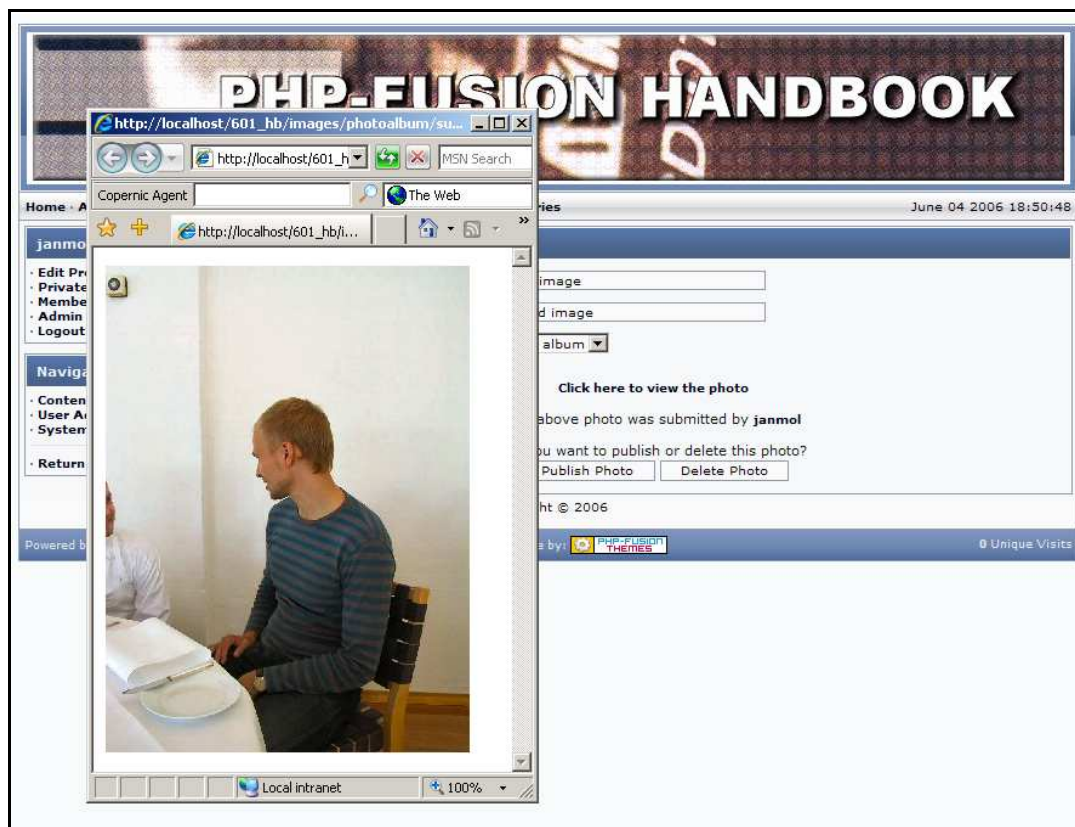 PHP-FUSION HANDBOOK
http://localhost/601_hb/images/photoalbum/su...
http://localhost/601_h
MSN Search
Copernic Agent
The Web
http://localhost/601_hb/i...
»
Home · A
ries
June 04 2006 18:50:48
janmo
· Edit Pr
· Private
· Membe
· Admin
· Logout
Naviga
· Conten
· User A
· System
· Return
image
d image
album
Click here to view the photo
above photo was submitted by janmol
ou want to publish or delete this photo?
Publish Photo
Delete Photo
ht © 2006
Powered b
e by:
PHP-FUSION
THEMES
0 Unique Visits
Local intranet
100%